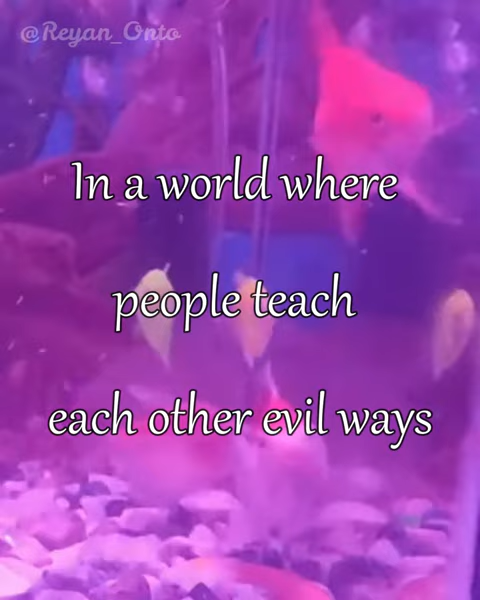 @Reyan_Onto
In a world where
people teach
each other evil ways